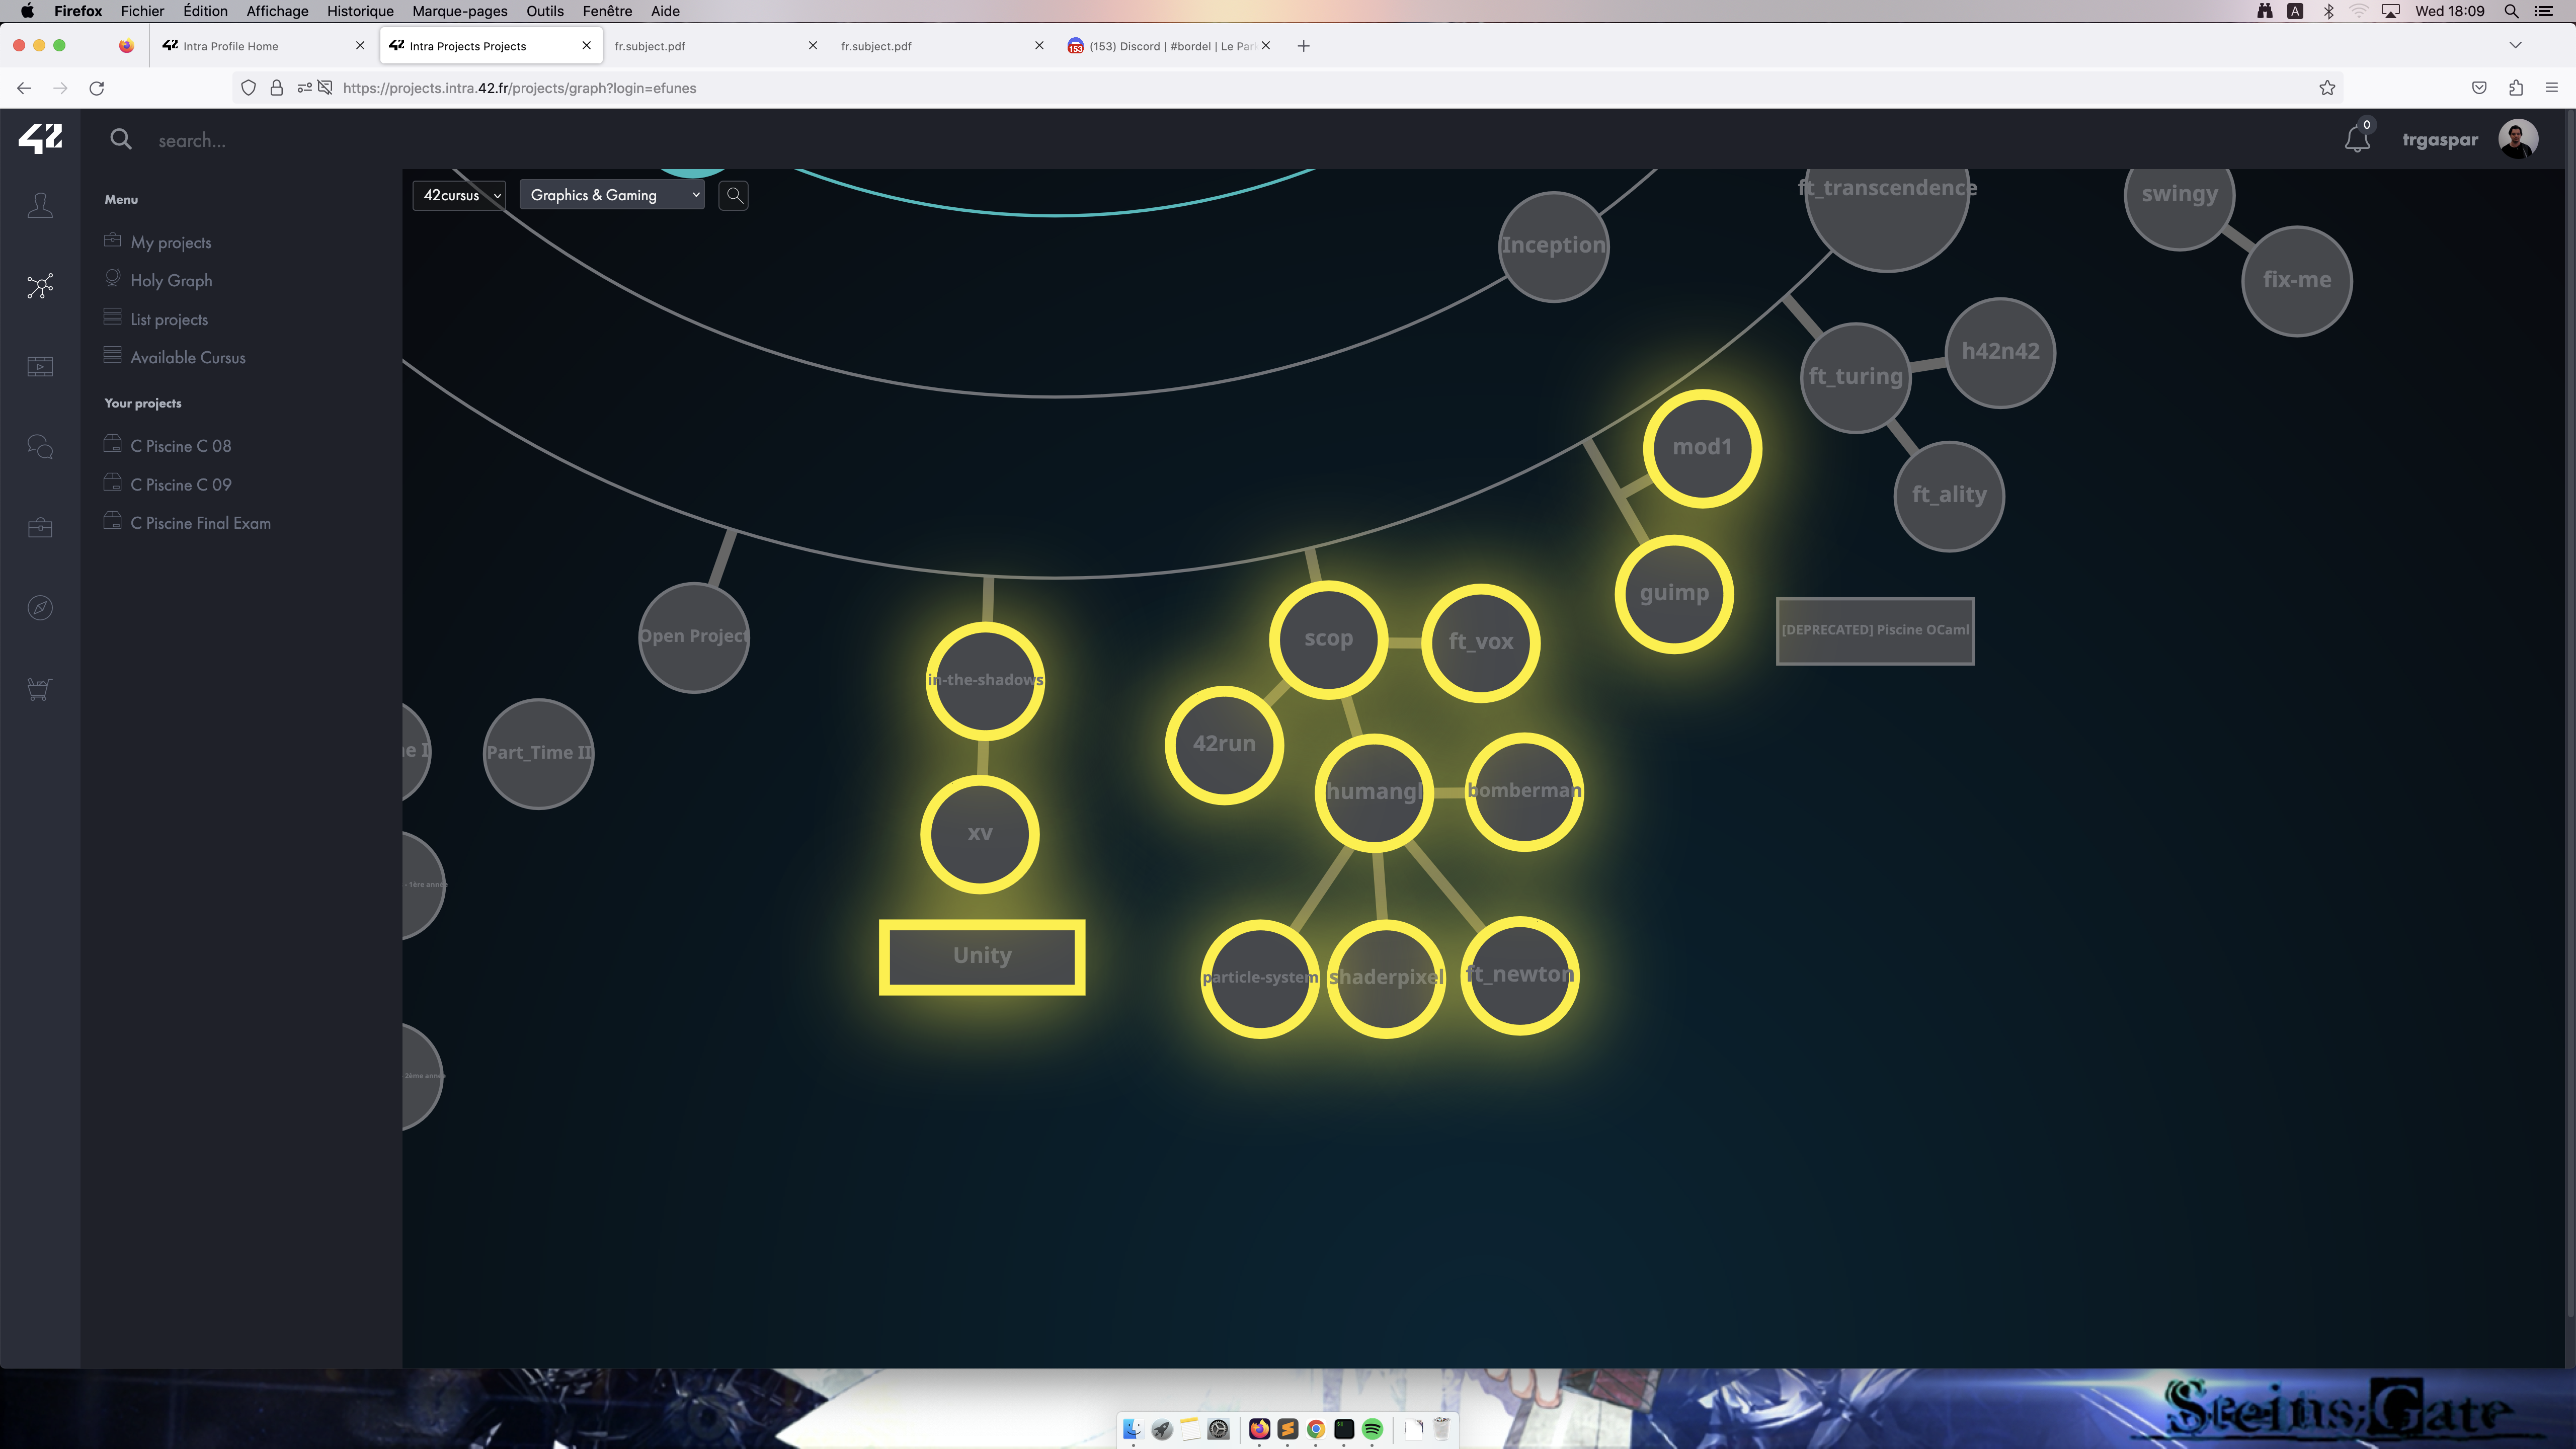 Firefox Fichier Édition Affichage Historique Marque-pages Outils Fenêtre Aide
A
Wed 18:09
42 Intra Profile Home
42 Intra Projects Projects
fr.subject.pdf
fr.subject.pdf
153 (153) Discord | #bordel | Le Par
https://projects.intra.42.fr/projects/graph?login=efunes
42
search...
0
trgaspar
Menu
My projects
Holy Graph
List projects
Available Cursus
Your projects
C Piscine C 08
C Piscine C 09
C Piscine Final Exam
42cursus
Graphics & Gaming
ft_transcendence
swingy
Inception
fix-me
h42n42
ft_turing
mod1
ft_ality
guimp
[DEPRECATED] Piscine OCaml
Open Project
scop
ft_vox
in-the-shadows
42run
ne I
Part_Time II
humangl
bomberman
xv
- 1ère année
Unity
particle-system
shaderpixel
ft_newton
2ème année
Steins;Gate